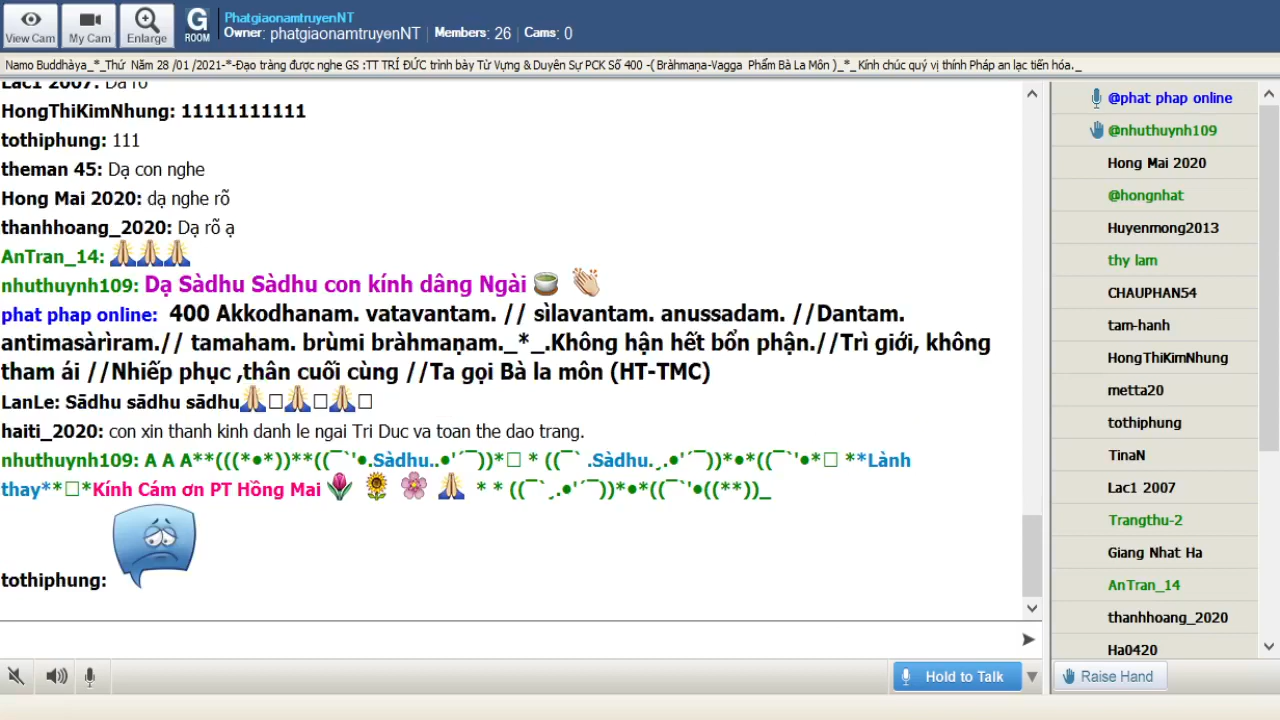 View Cam
My Cam
Enlarge
G
ROOM
PhatgiaonamtruyenNT
Owner: phatgiaonamtruyenNT | Members: 26 | Cams: 0
Namo Buddhàya_*_Thứ Năm 28 /01 /2021-*-Đạo tràng được nghe GS :TT TRÍ ĐỨC trình bày Từ Vựng & Duyên Sự PCK Số 400 -( Bràhmaṇa-Vagga Phẩm Bà La Môn )_*_ Kính chúc quý vị thính Pháp an lạc tiến hóa._
Lac1 2007: Dạ rõ
HongThiKimNhung: 11111111111
tothiphung: 111
theman 45: Dạ con nghe
Hong Mai 2020: dạ nghe rõ
thanhhoang_2020: Dạ rõ ạ
AnTran_14: 🙏🙏🙏
nhuthuynh109: Dạ Sàdhu Sàdhu con kính dâng Ngài 🍵 👏
phat phap online: 400 Akkodhanam. vatavantam. // sìlavantam. anussadam. //Dantam.
antimasàrìram.// tamaham. brùmi bràhmaṇam._*_.Không hận hết bổn phận.//Trì giới, không
tham ái //Nhiếp phục ,thân cuối cùng //Ta gọi Bà la môn (HT-TMC)
LanLe: Sādhu sādhu sādhu🙏□🙏□🙏□
haiti_2020: con xin thanh kinh danh le ngai Tri Duc va toan the dao trang.
nhuthuynh109: A A A**(((*•*))**((¯`'•.Sàdhu..•'´¯))*□ * ((¯` .Sàdhu.ˏ.•'´¯))*•*((¯`'•*□ **Lành
thay**□*Kính Cám ơn PT Hồng Mai 🌷 🌻 🌸 🙏 * * ((¯`ˏ.•'´¯))*•*((¯`'•((**))_
tothiphung:
Hold to Talk
@phat phap online
@nhuthuynh109
Hong Mai 2020
@hongnhat
Huyenmong2013
thy lam
CHAUPHAN54
tam-hanh
HongThiKimNhung
metta20
tothiphung
TinaN
Lac1 2007
Trangthu-2
Giang Nhat Ha
AnTran_14
thanhhoang_2020
Ha0420
Raise Hand